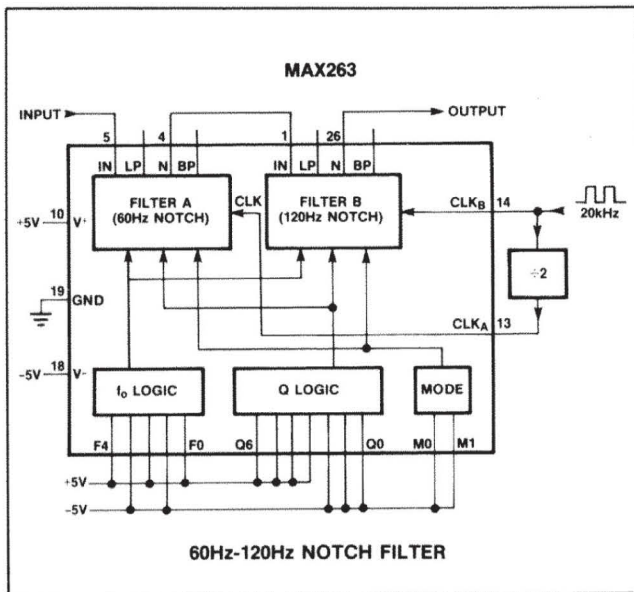 MAX263
INPUT
OUTPUT
5 4 1 26
IN LP N BP IN LP N BP
FILTER A
(60Hz NOTCH)
CLK
FILTER B
(120Hz NOTCH)
CLKB 14
20kHz
+5V 10 V+
÷2
19 GND
CLKA 13
-5V 18 V-
fo LOGIC
Q LOGIC
MODE
F4 F0 Q6 Q0 M0 M1
+5V
-5V
60Hz-120Hz NOTCH FILTER